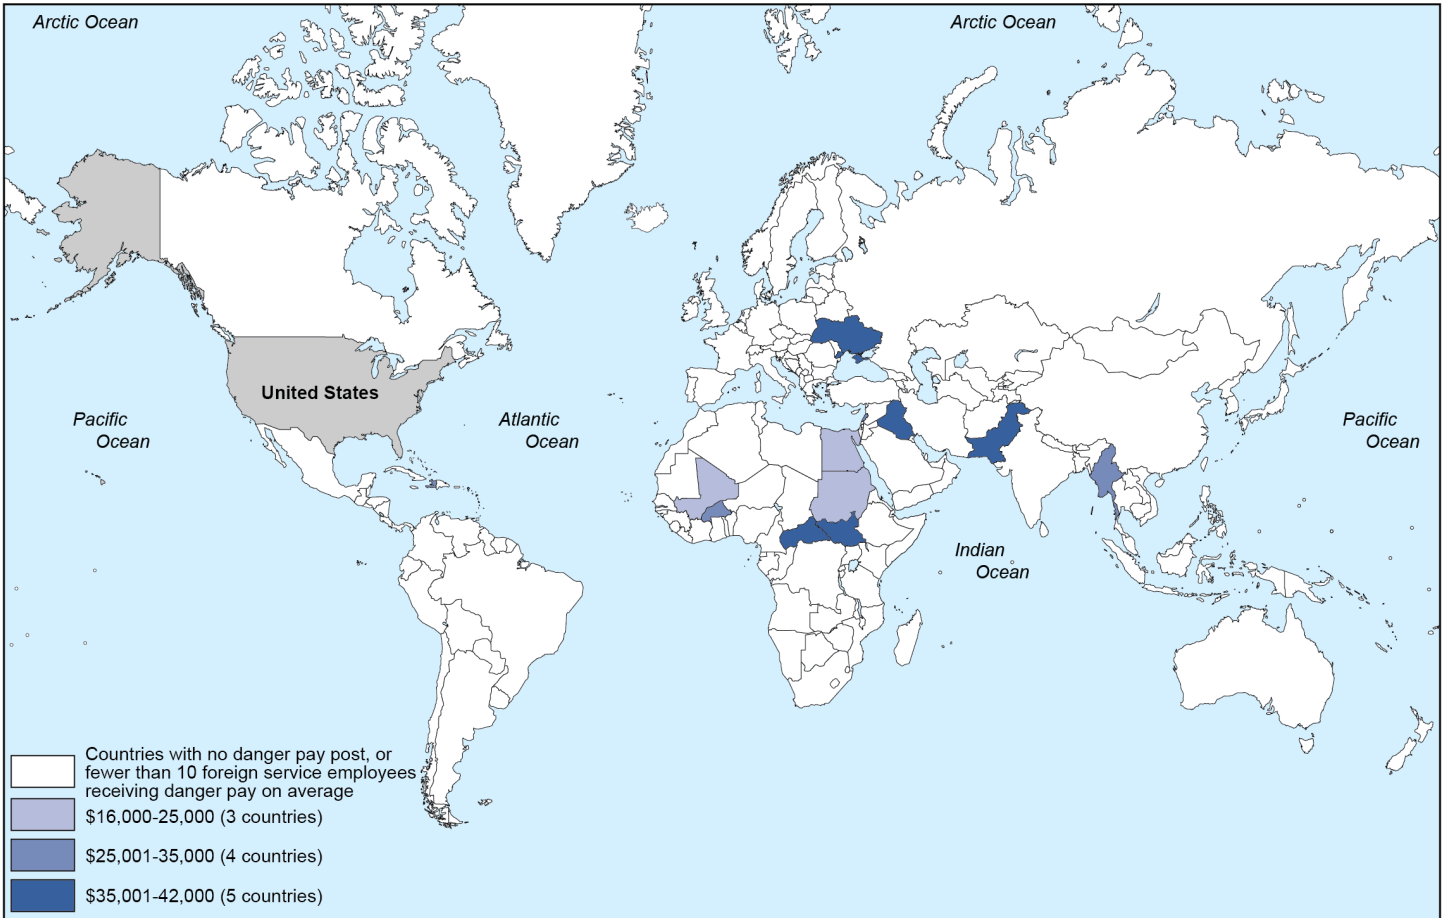 Arctic Ocean
Arctic Ocean
United States
Pacific
Ocean
Atlantic
Ocean
Pacific
Ocean
Indian
Ocean
Countries with no danger pay post, or
fewer than 10 foreign service employees
receiving danger pay on average
$16,000-25,000 (3 countries)
$25,001-35,000 (4 countries)
$35,001-42,000 (5 countries)